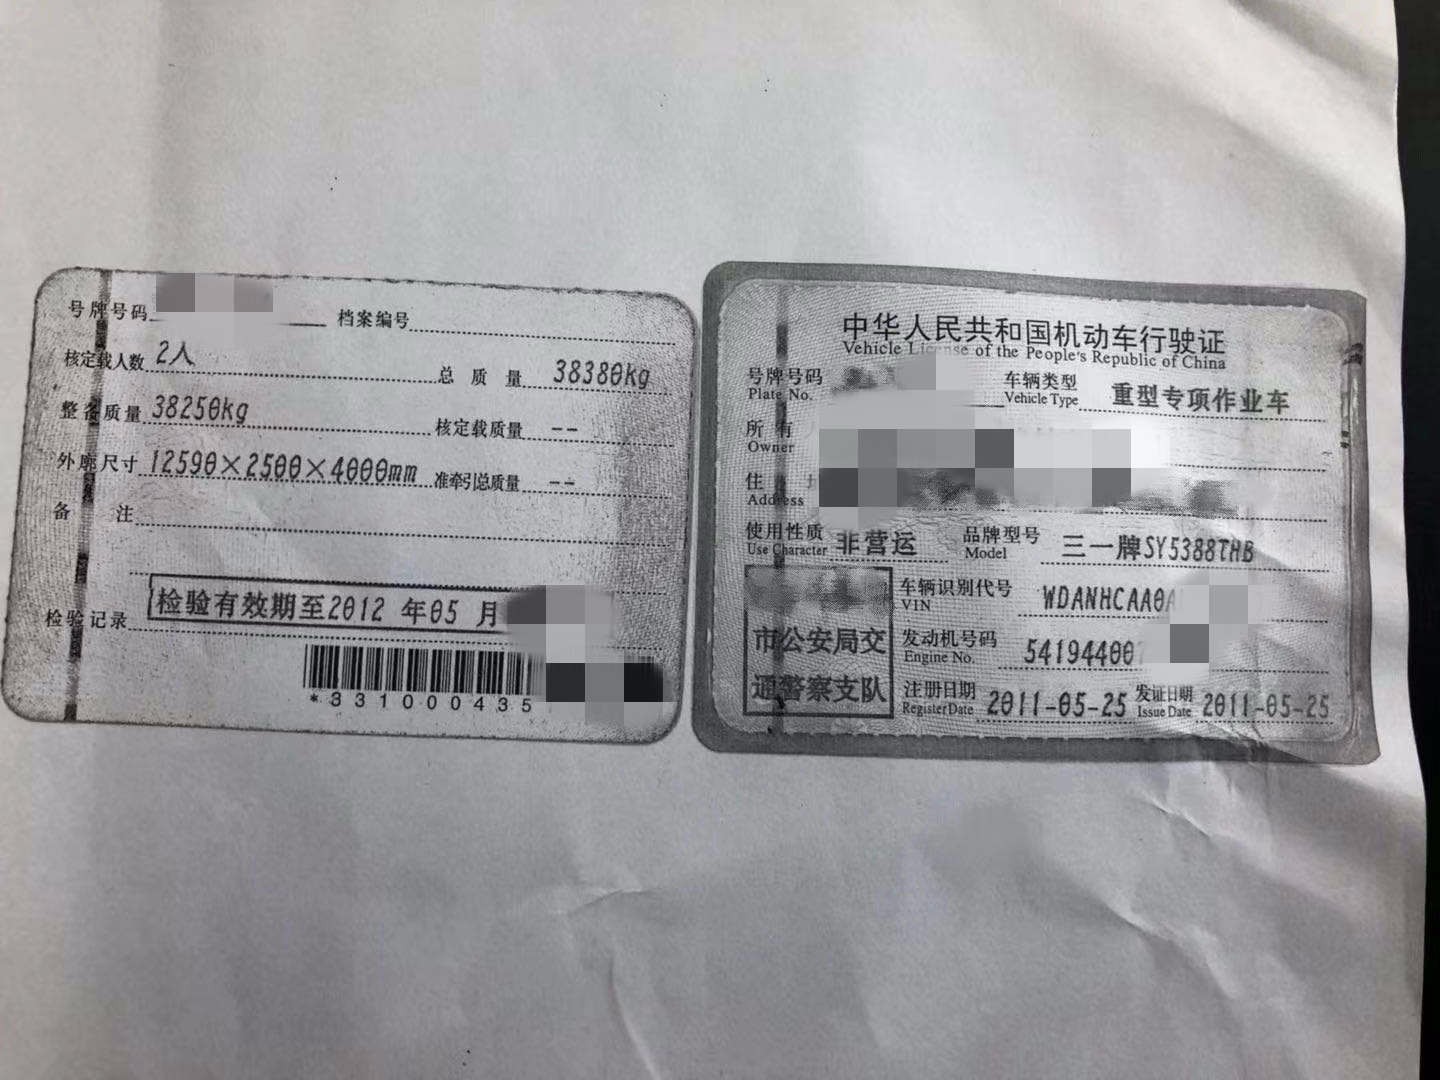 号牌号码 档案编号
核定载人数 2人 总质量 38380kg
整备质量 38250kg 核定载质量 --
外廓尺寸 12590×2500×4000mm 准牵引总质量 --
备注
检验记录 检验有效期至2012 年05 月
*331000435
中华人民共和国机动车行驶证
Vehicle License of the People's Republic of China
号牌号码 车辆类型 重型专项作业车
Plate No. Vehicle Type
所有
Owner
住
Address
使用性质 非营运 品牌型号 三一牌SY5388THB
Use Character Model
车辆识别代号 WDANHCAA0A
VIN
市公安局交
通警察支队
发动机号码 54194400
Engine No.
注册日期 2011-05-25 发证日期 2011-05-25
Register Date Issue Date